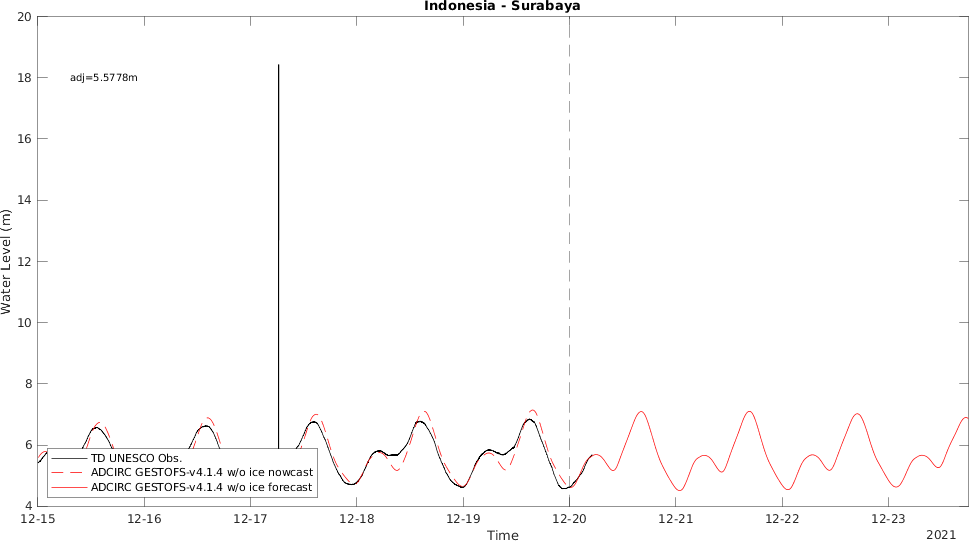 Indonesia - Surabaya
20
18
16
14
12
10
8
6
4
Water Level (m)
adj=5.5778m
TD UNESCO Obs.
ADCIRC GESTOFS-v4.1.4 w/o ice nowcast
ADCIRC GESTOFS-v4.1.4 w/o ice forecast
12-15 12-16 12-17 12-18 12-19 12-20 12-21 12-22 12-23
Time
2021